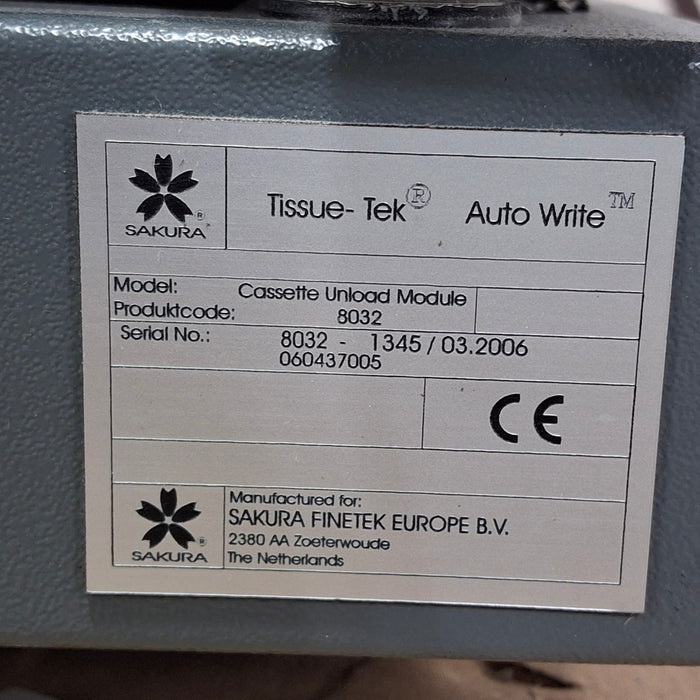 Tissue-Tek® Auto Write™
SAKURA®
Model: Cassette Unload Module
Produktcode: 8032
Serial No.: 8032 - 1345 / 03.2006
060437005
CE
Manufactured for:
SAKURA FINETEK EUROPE B.V.
2380 AA Zoeterwoude
The Netherlands
SAKURA®